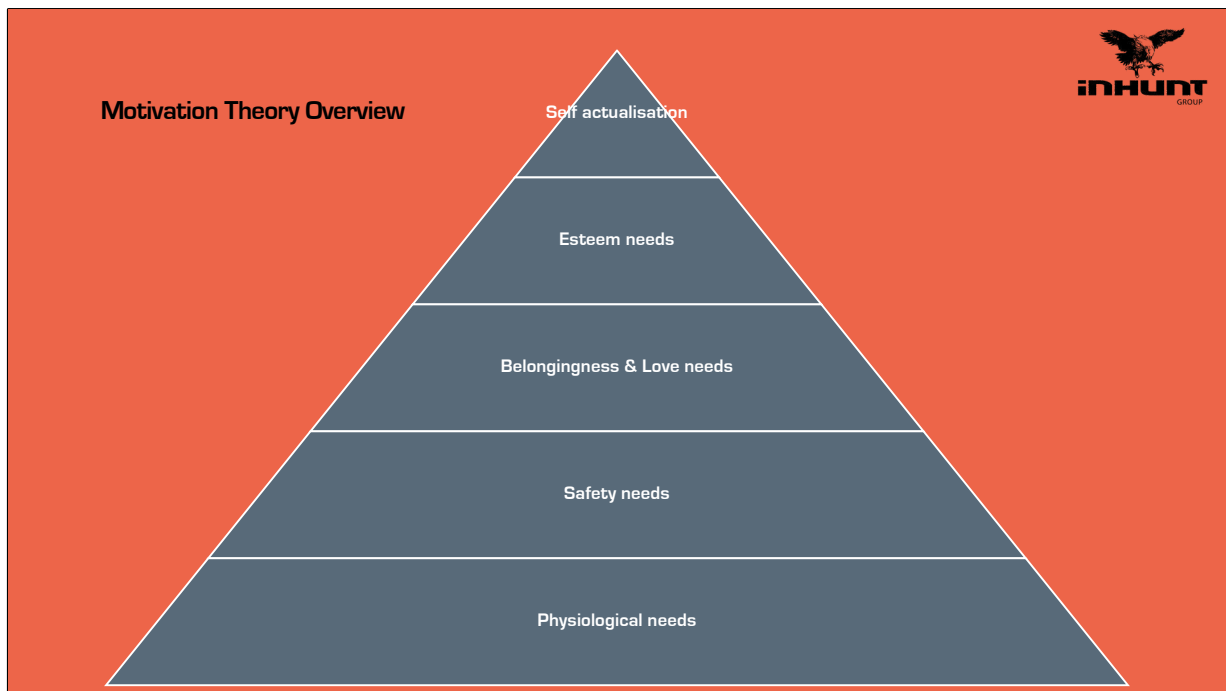 Motivation Theory Overview
inHUnT
GROUP
Self actualisation
Esteem needs
Belongingness & Love needs
Safety needs
Physiological needs